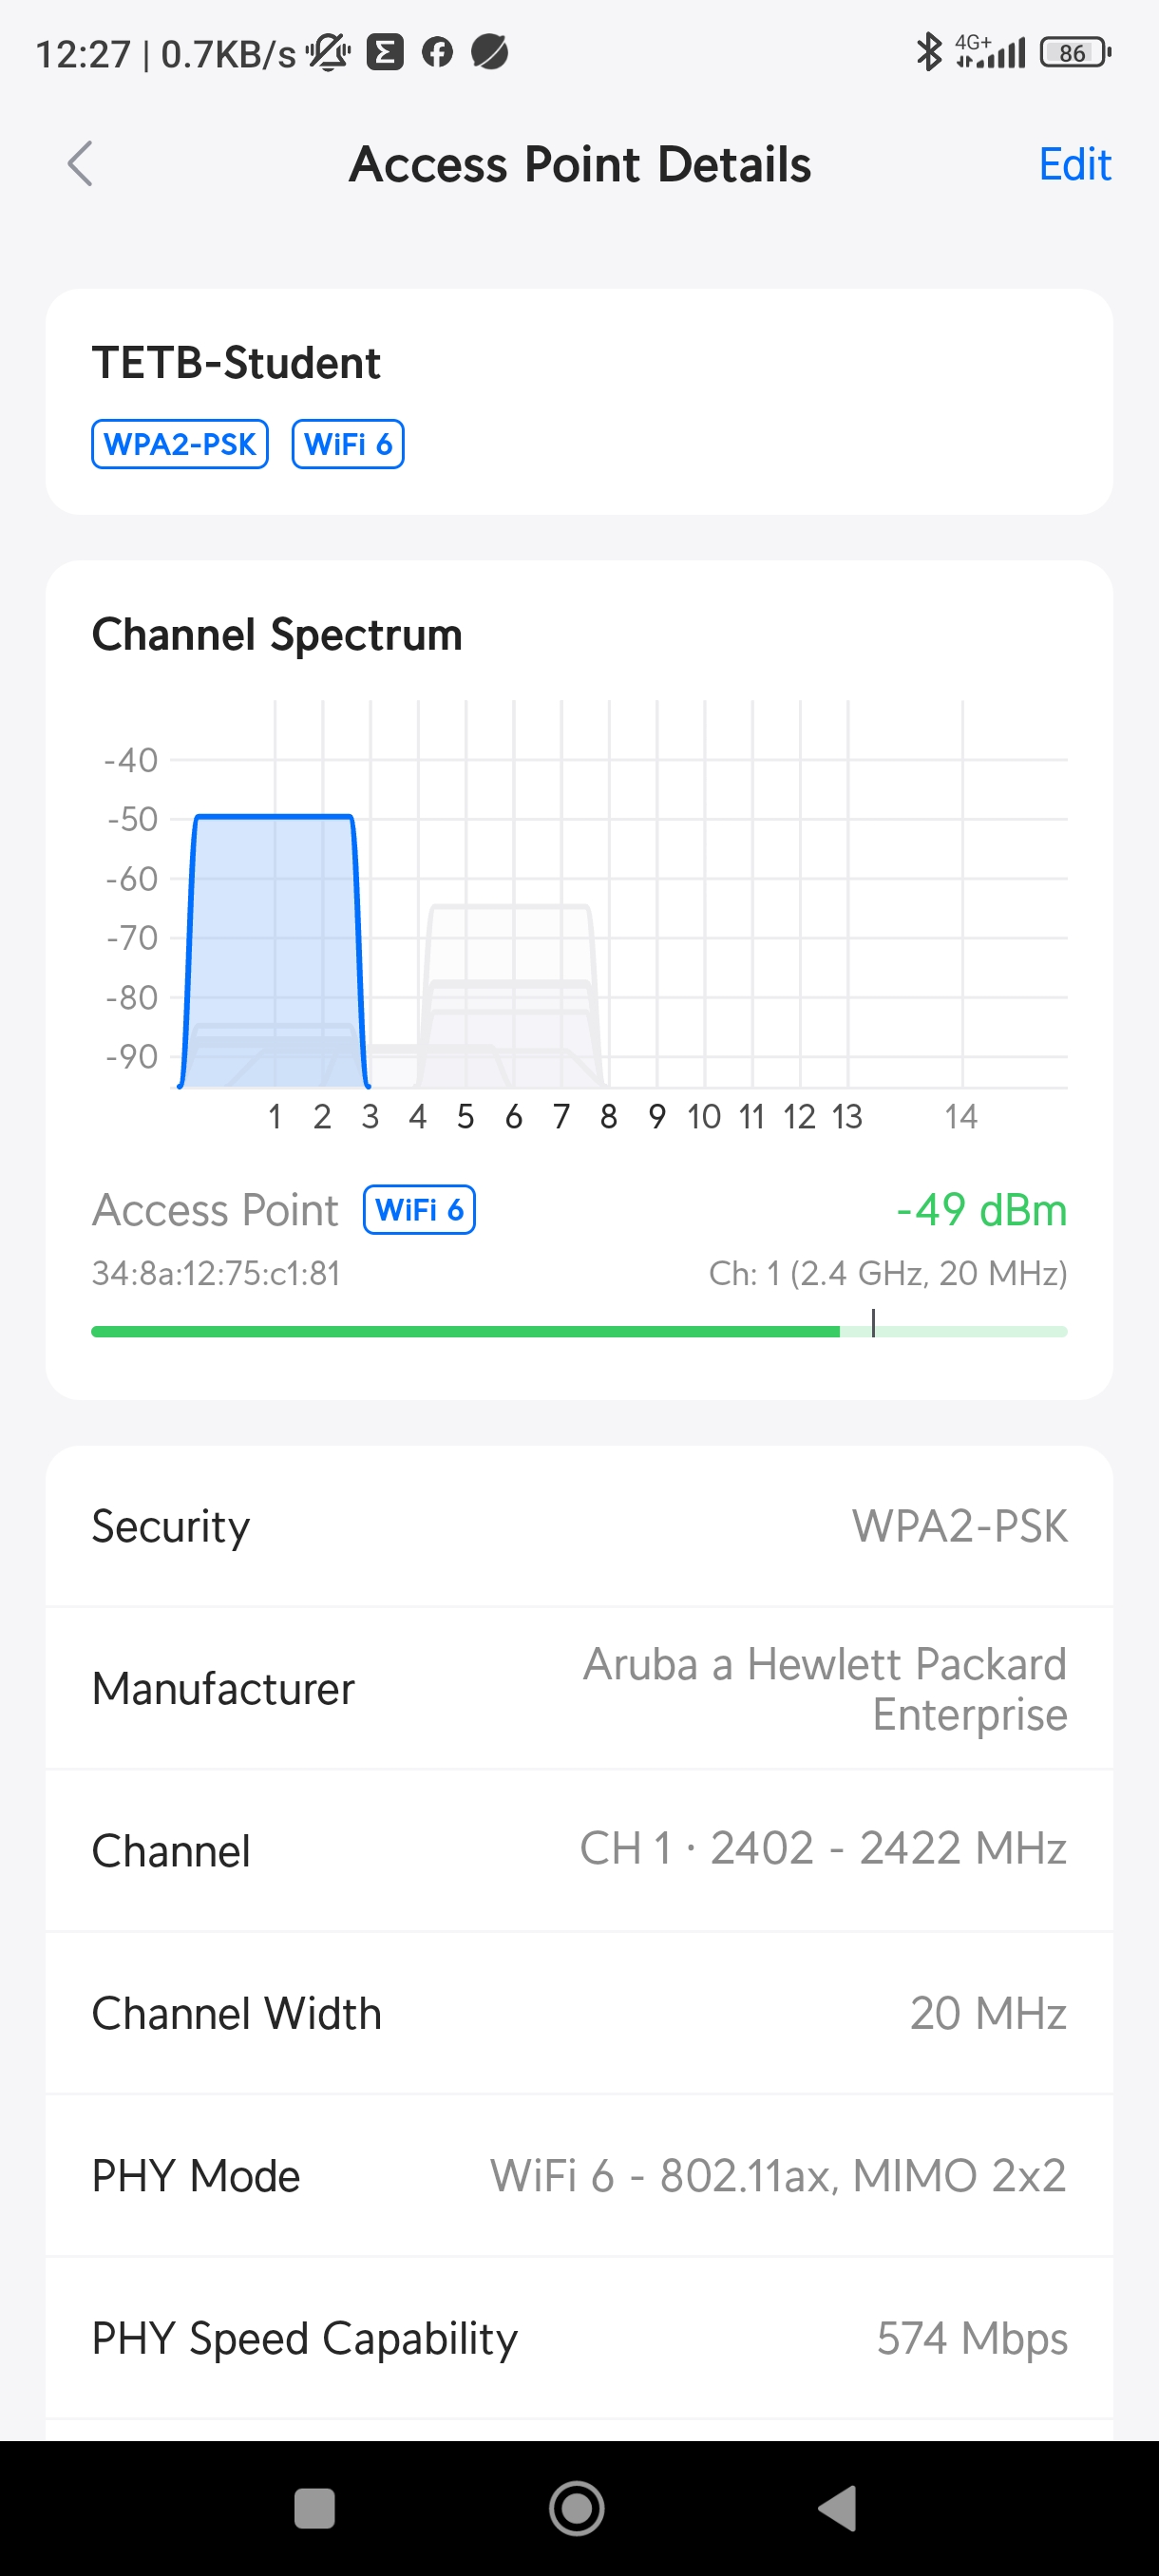 12:27 | 0.7KB/s 4G+ 86
Access Point Details Edit
TETB-Student
WPA2-PSK WiFi 6
Channel Spectrum
-40
-50
-60
-70
-80
-90
1 2 3 4 5 6 7 8 9 10 11 12 13 14
Access Point WiFi 6 -49 dBm
34:8a:12:75:c1:81 Ch: 1 (2.4 GHz, 20 MHz)
Security WPA2-PSK
Manufacturer Aruba a Hewlett Packard
Enterprise
Channel CH 1 · 2402 - 2422 MHz
Channel Width 20 MHz
PHY Mode WiFi 6 - 802.11ax, MIMO 2x2
PHY Speed Capability 574 Mbps